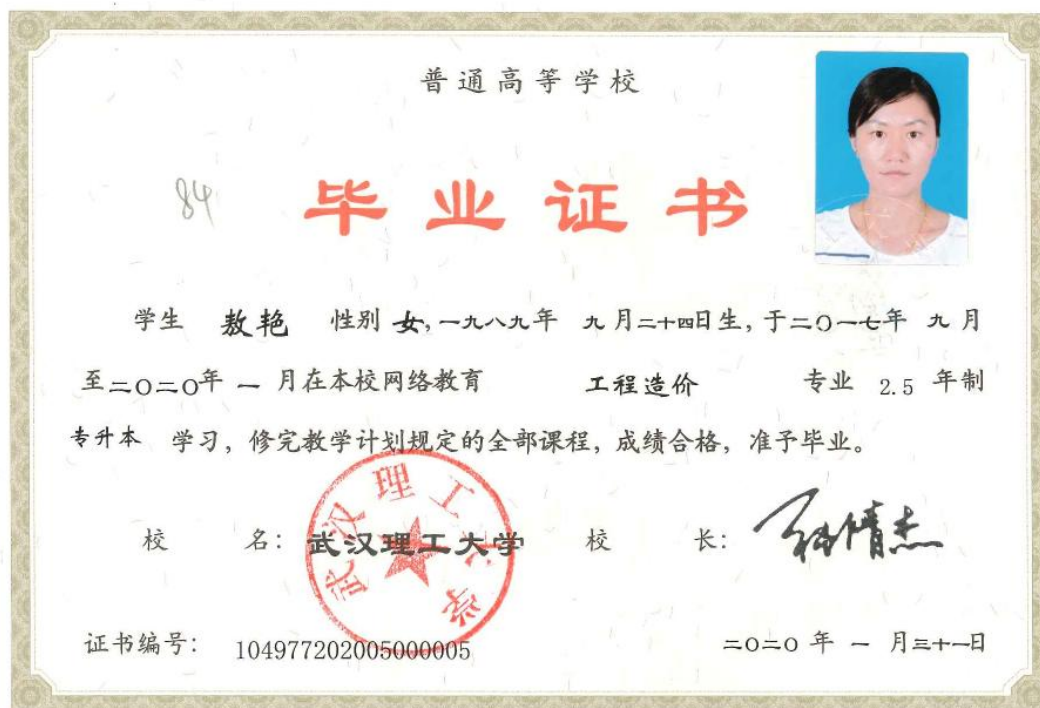 普通高等学校
84
毕业证书
学生 敖艳 性别 女, 一九八九年 九月二十四日生, 于二〇一七年 九月
至二〇二〇年 一 月在本校网络教育 工程造价 专业 2.5 年制
专升本 学习, 修完教学计划规定的全部课程, 成绩合格, 准予毕业。
校 名: 武汉理工大学 校 长:
武汉理工大学
证书编号: 104977202005000005 二〇二〇 年 一 月三十一日